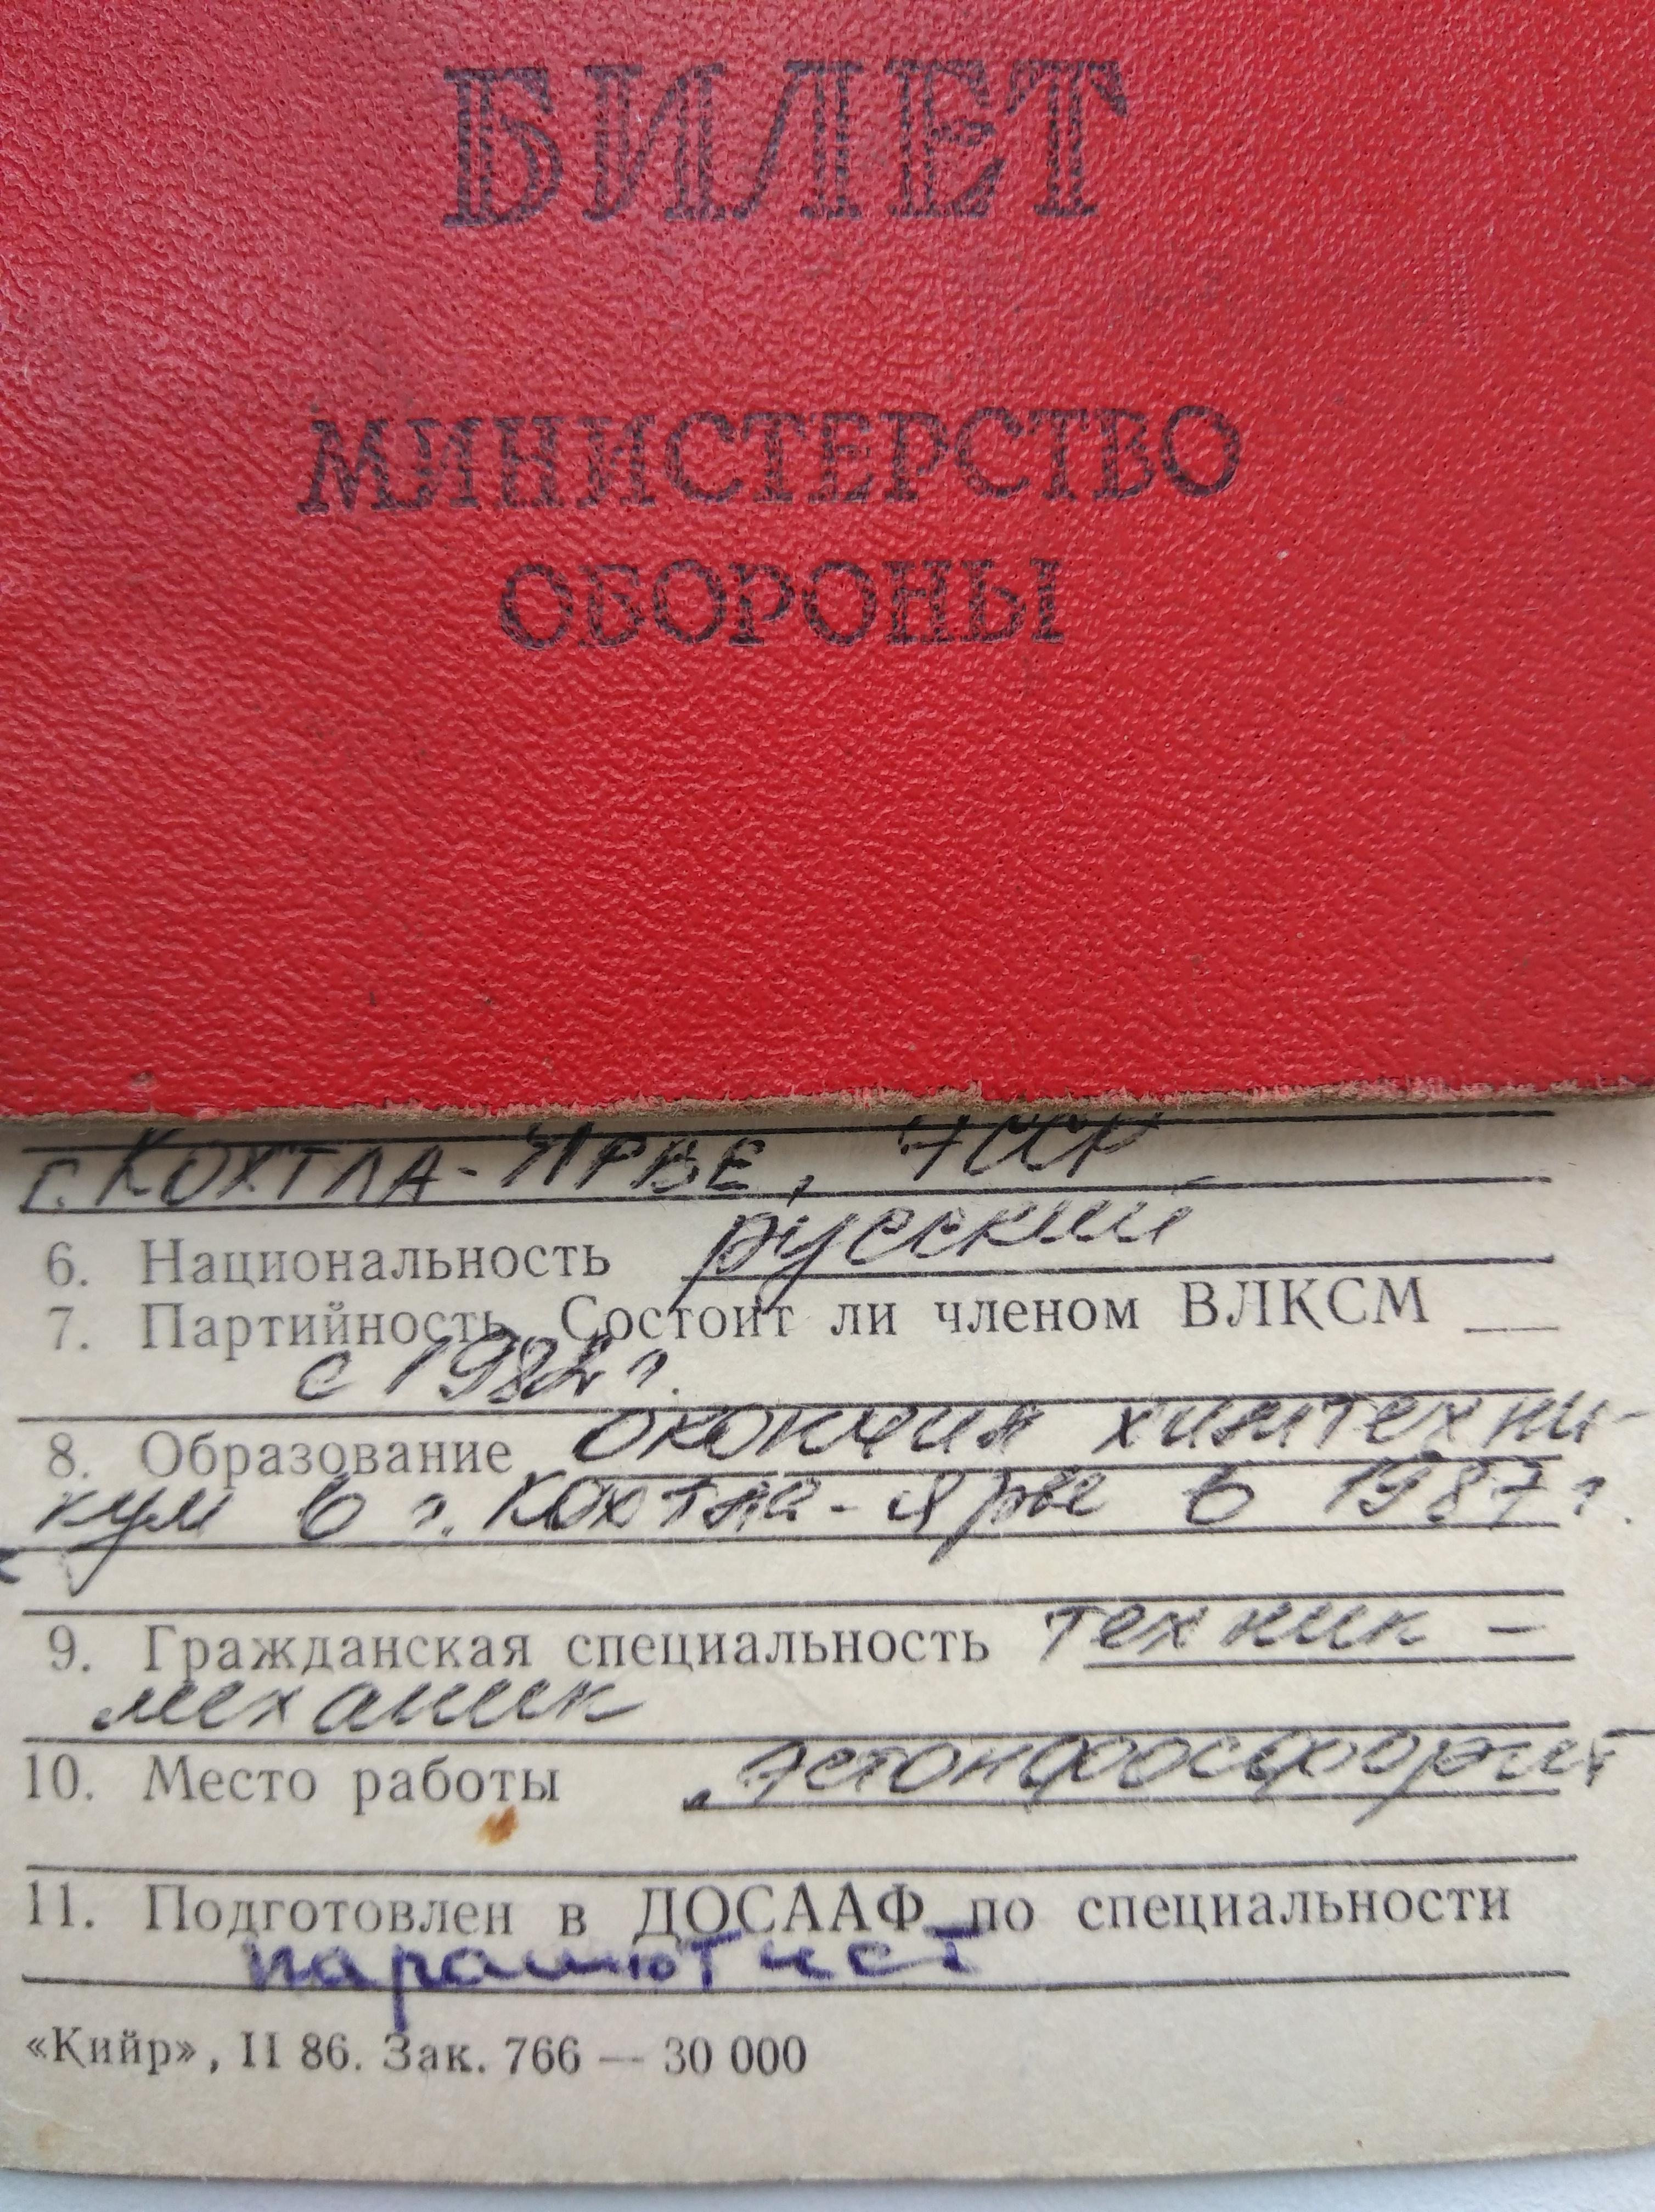 БИЛЕТ
МИНИСТЕРСТВО
ОБОРОНЫ
г. КОХТЛА-ЯРВЕ, ЭССР
6. Национальность русский
7. Партийность. Состоит ли членом ВЛКСМ
с 1982 г.
8. Образование окончил химтехни-
кум в г. Кохтла-Ярве в 1987 г.
9. Гражданская специальность техник-
механик
10. Место работы „Эстонфосфорит
11. Подготовлен в ДОСААФ по специальности
парашютист
«Кийр», II 86. Зак. 766 — 30 000